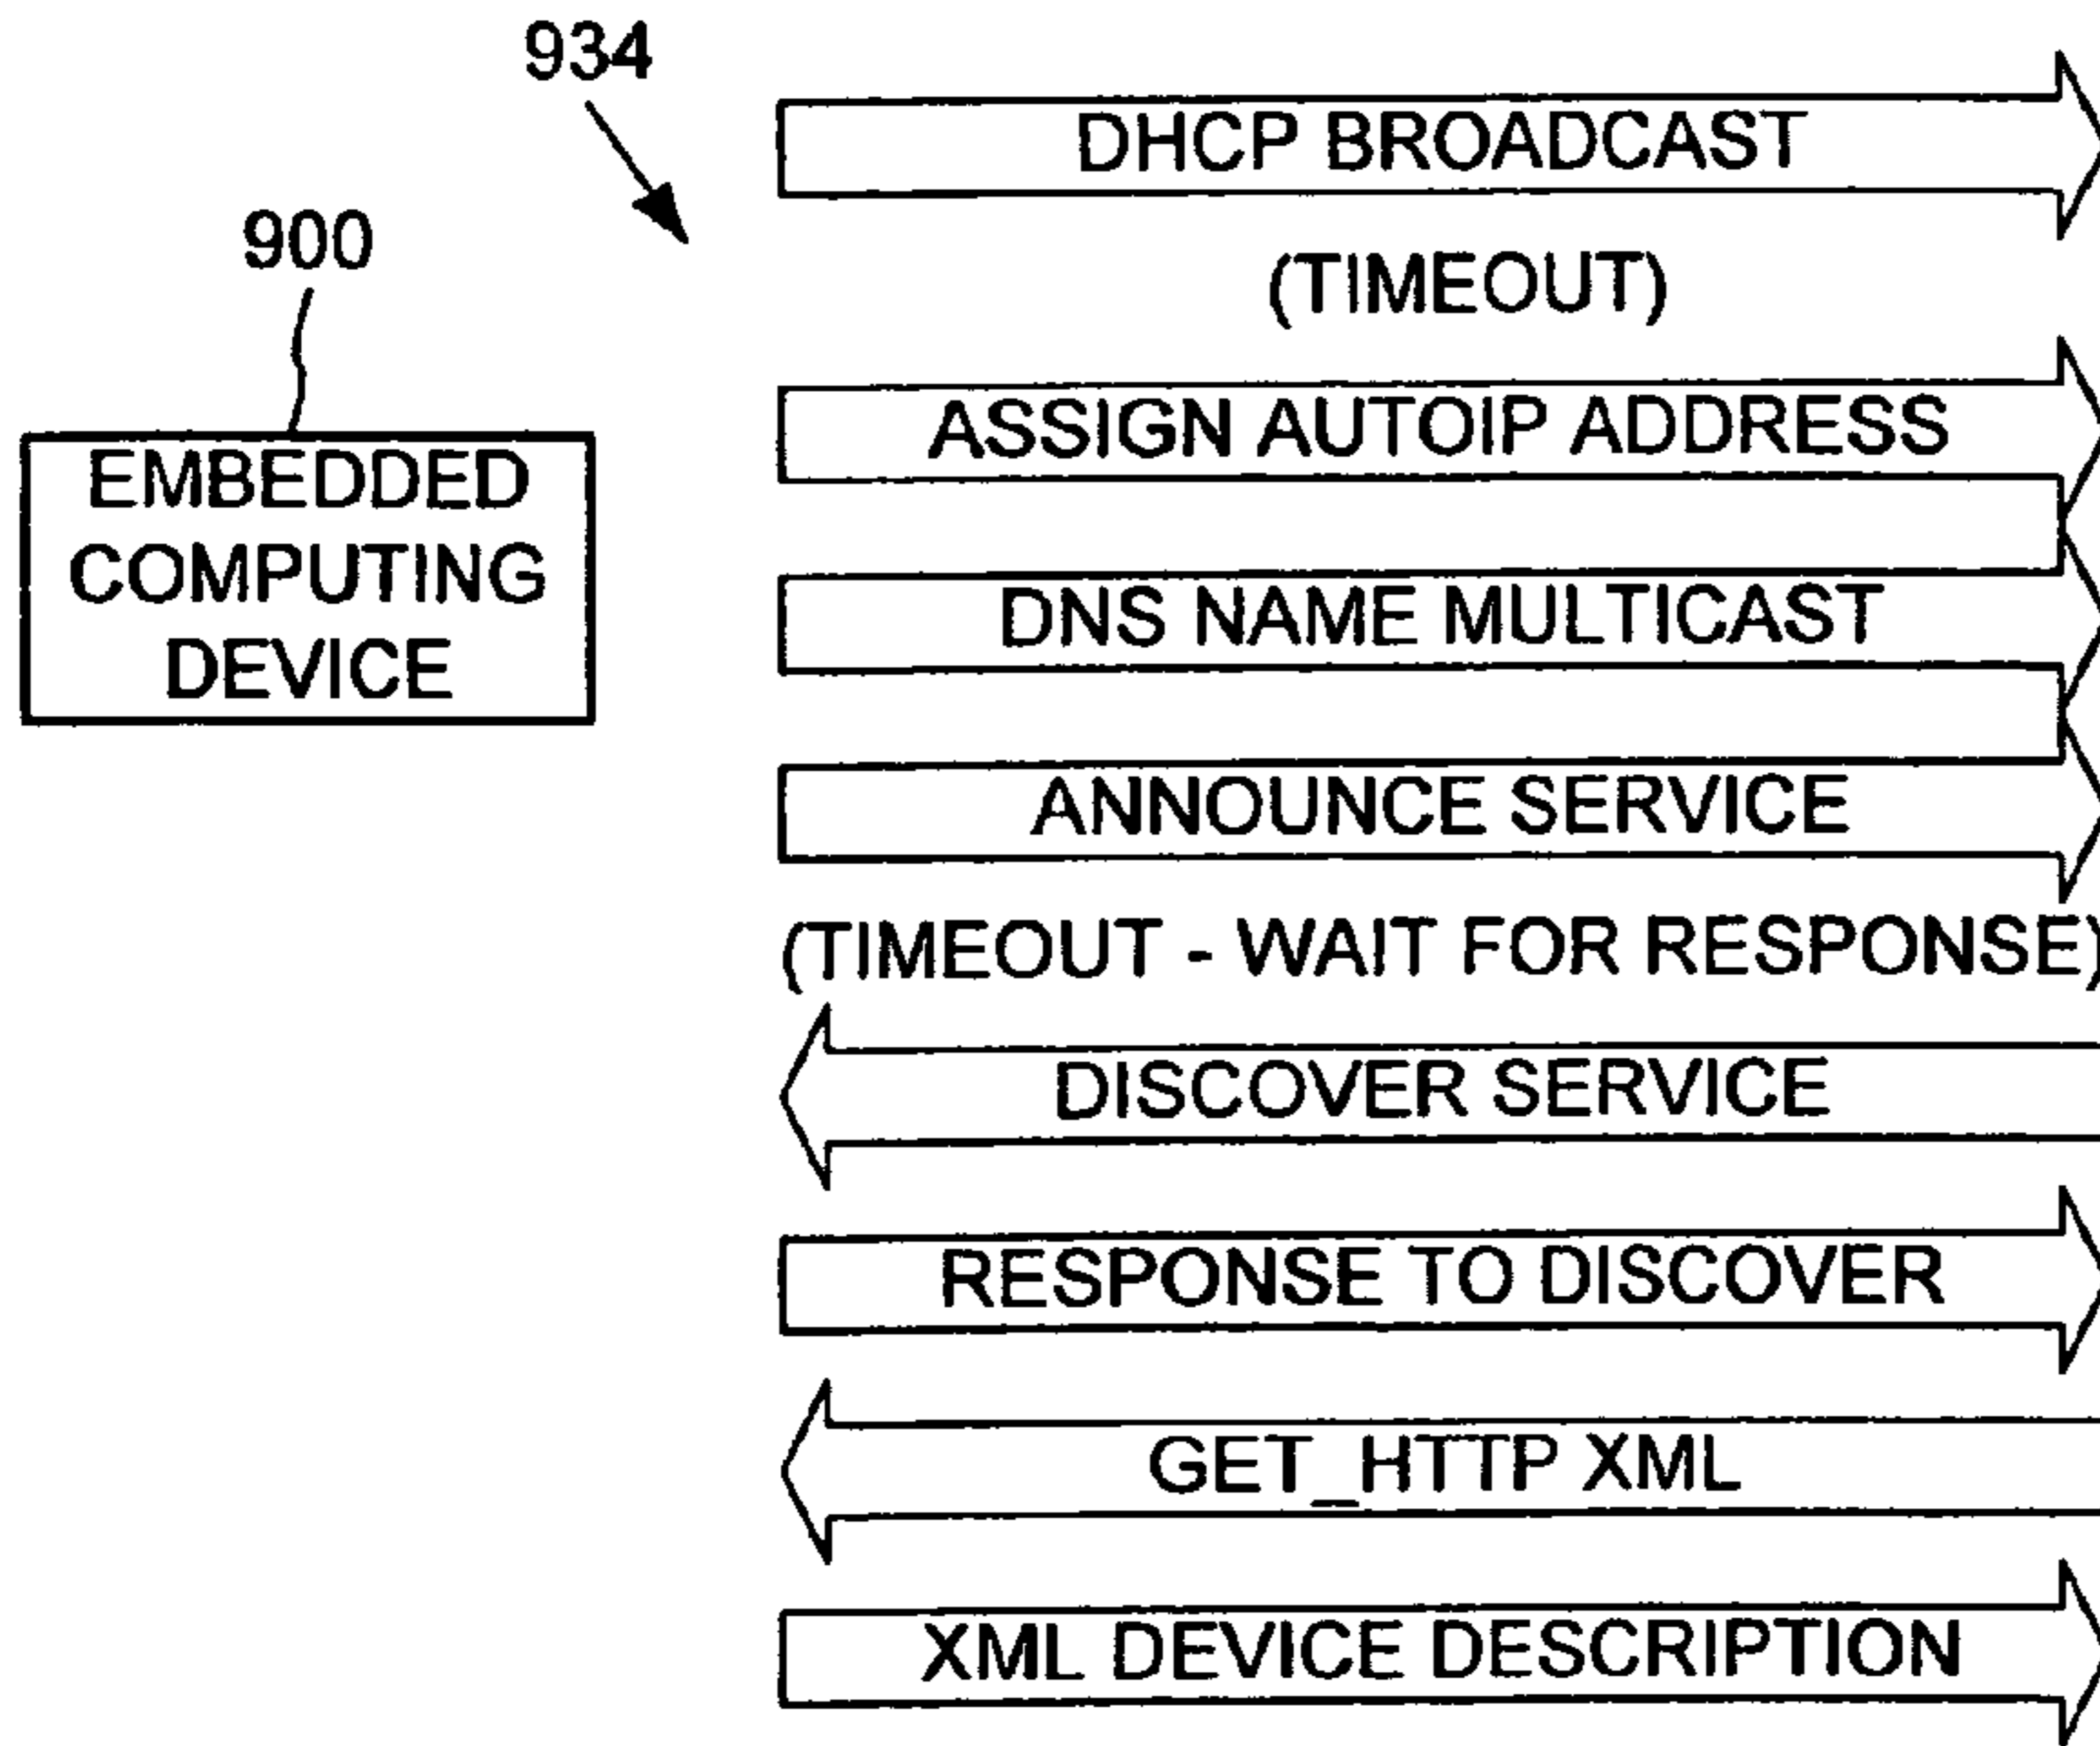 934
900
EMBEDDED
COMPUTING
DEVICE
DHCP BROADCAST
(TIMEOUT)
ASSIGN AUTOIP ADDRESS
DNS NAME MULTICAST
ANNOUNCE SERVICE
(TIMEOUT - WAIT FOR RESPONSE)
DISCOVER SERVICE
RESPONSE TO DISCOVER
GET_HTTP XML
XML DEVICE DESCRIPTION